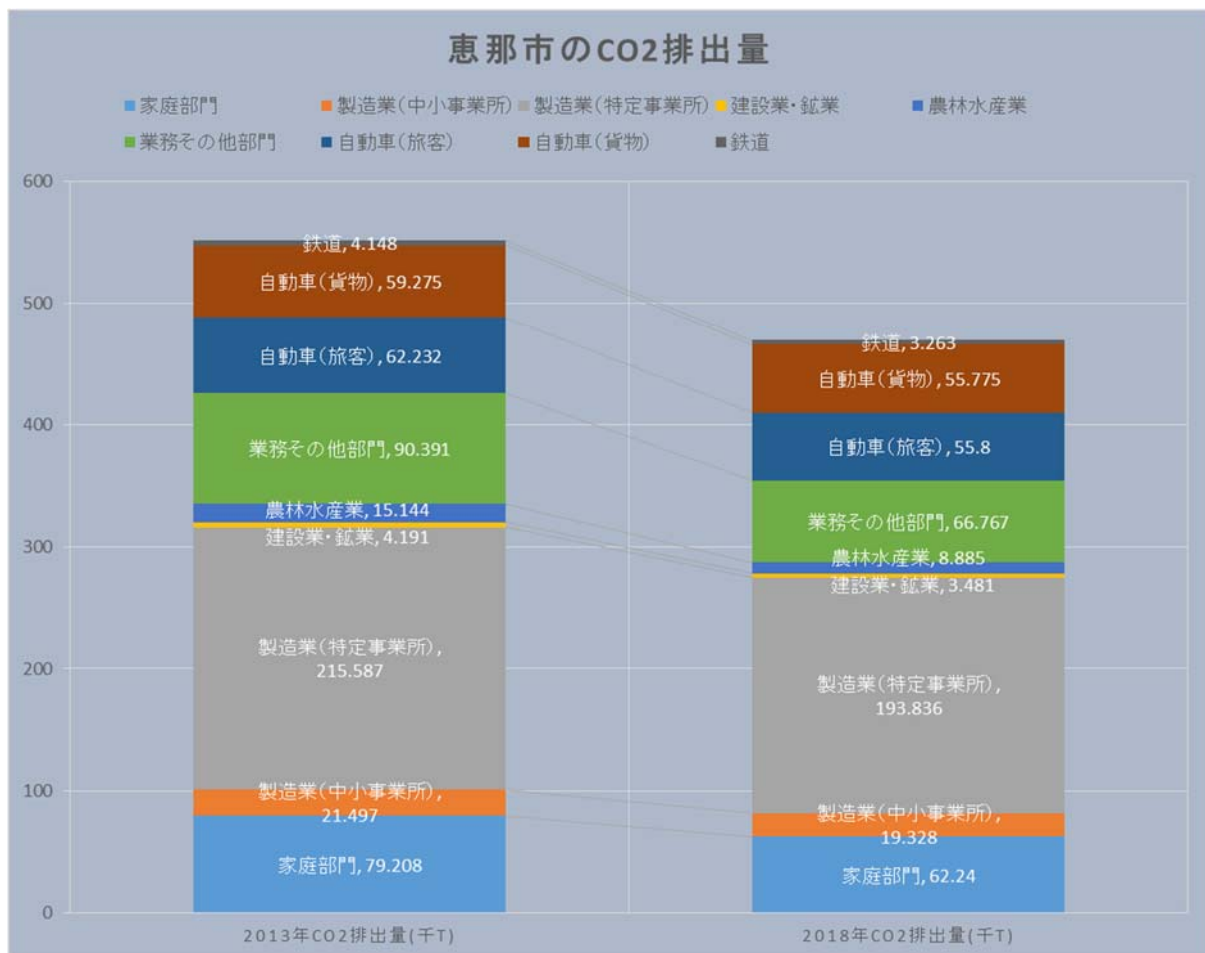 恵那市のCO2排出量
家庭部門 製造業(中小事業所) 製造業(特定事業所) 建設業・鉱業 農林水産業
業務その他部門 自動車(旅客) 自動車(貨物) 鉄道
600
500
400
300
200
100
0
鉄道, 4.148
自動車(貨物), 59.275
自動車(旅客), 62.232
業務その他部門, 90.391
農林水産業, 15.144
建設業・鉱業, 4.191
製造業(特定事業所),
215.587
製造業(中小事業所),
21.497
家庭部門, 79.208
鉄道, 3.263
自動車(貨物), 55.775
自動車(旅客), 55.8
業務その他部門, 66.767
農林水産業, 8.885
建設業・鉱業, 3.481
製造業(特定事業所),
193.836
製造業(中小事業所),
19.328
家庭部門, 62.24
2013年CO2排出量(千T)
2018年CO2排出量(千T)